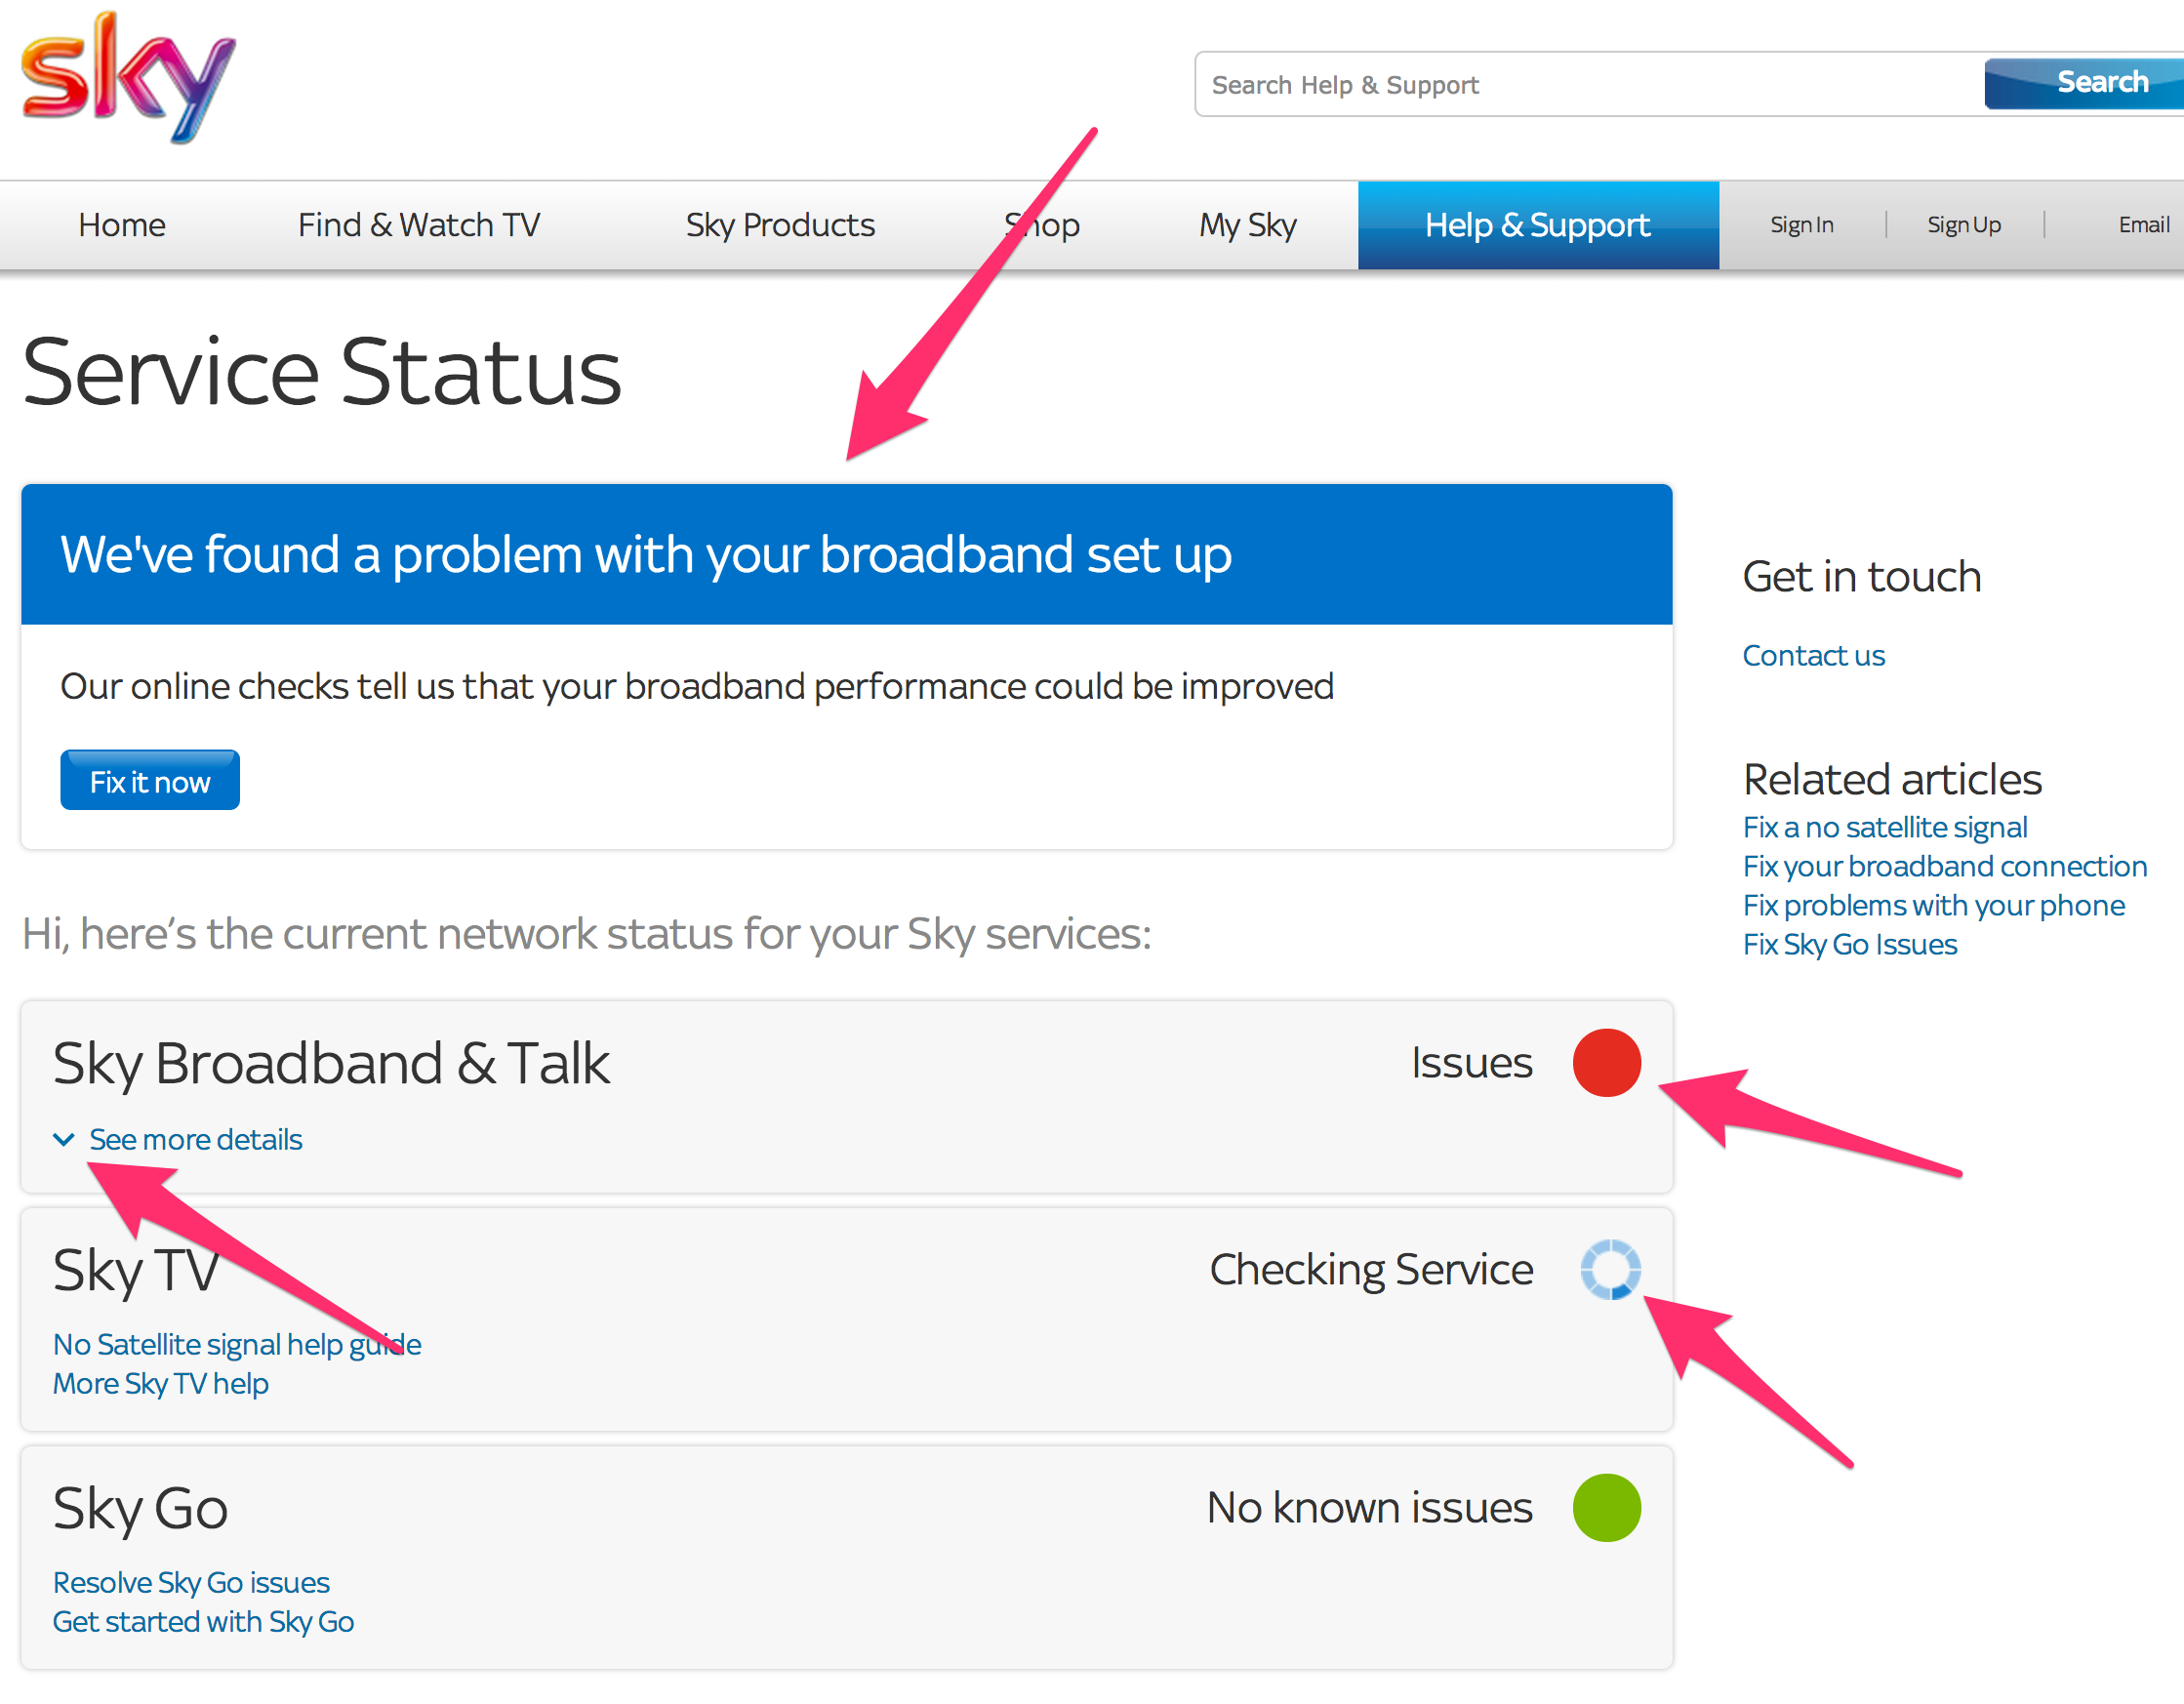 sky
Search Help & Support
Search
Home
Find & Watch TV
Sky Products
Shop
My Sky
Help & Support
Sign In
Sign Up
Email
Service Status
We've found a problem with your broadband set up
Our online checks tell us that your broadband performance could be improved
Fix it now
Get in touch
Contact us
Related articles
Fix a no satellite signal
Fix your broadband connection
Fix problems with your phone
Fix Sky Go Issues
Hi, here’s the current network status for your Sky services:
Sky Broadband & Talk
Issues
See more details
Sky TV
Checking Service
No Satellite signal help guide
More Sky TV help
Sky Go
No known issues
Resolve Sky Go issues
Get started with Sky Go